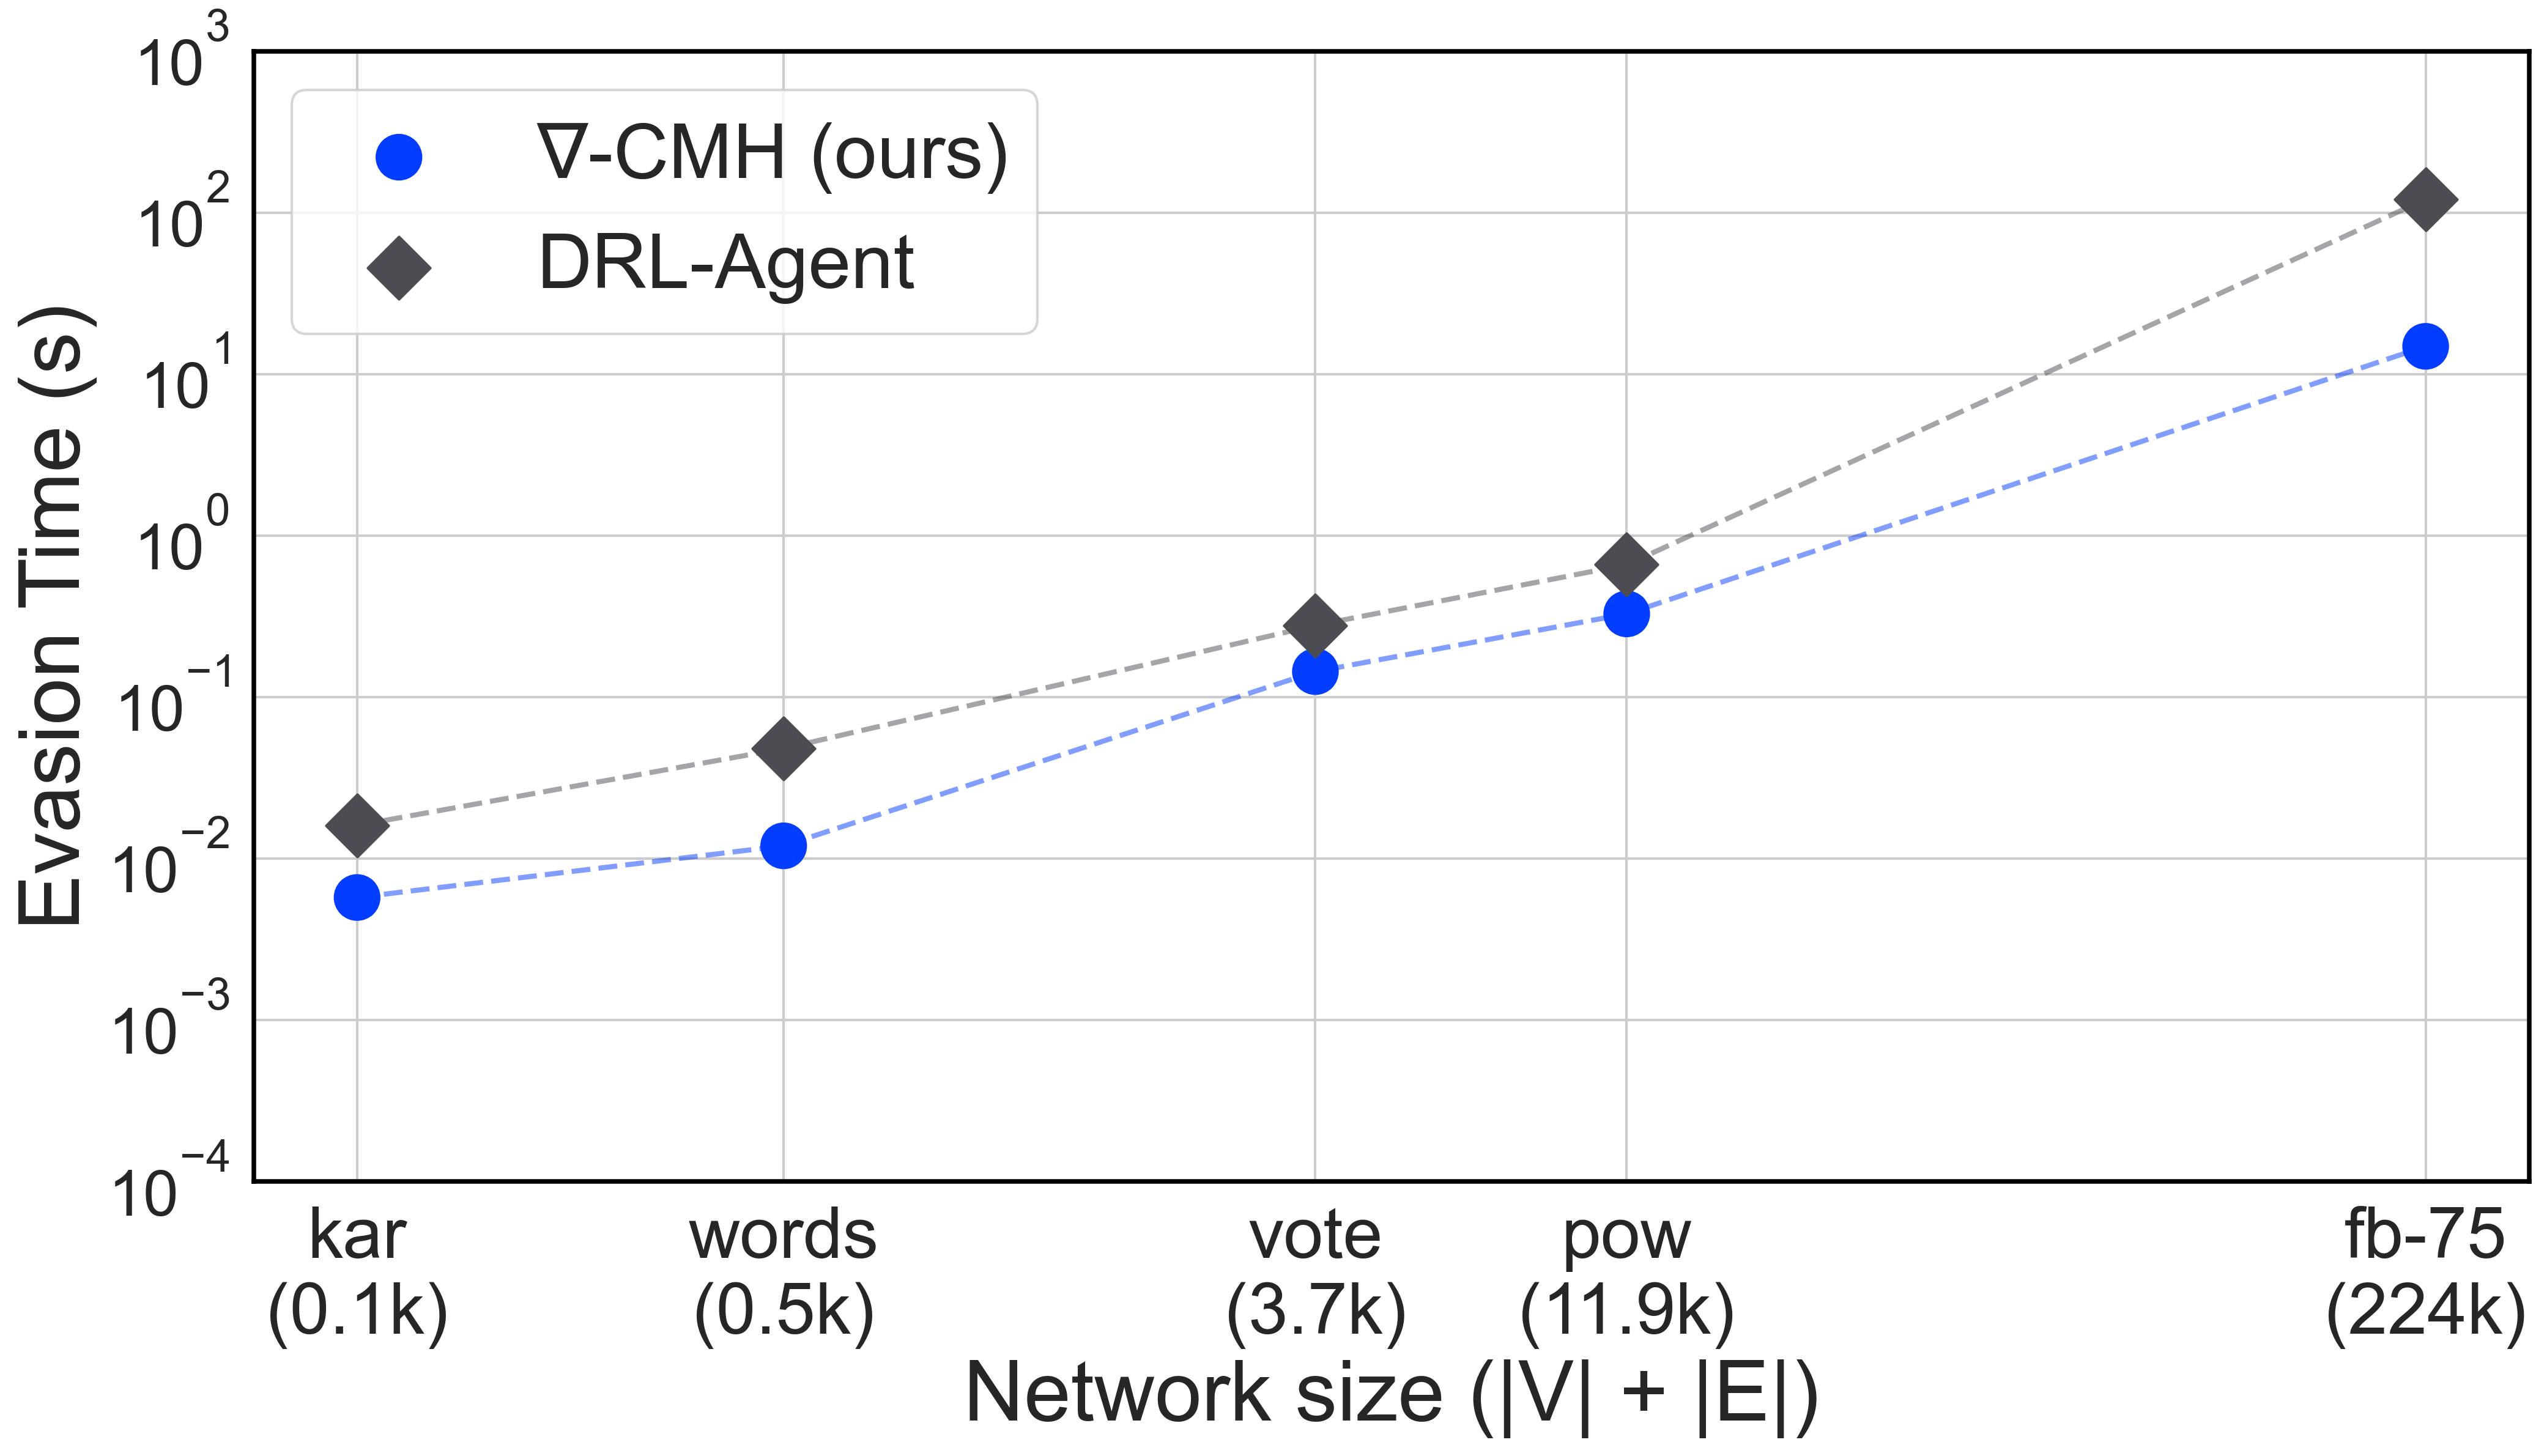 10^3
10^2
10^1
10^0
10^−1
10^−2
10^−3
10^−4
Evasion Time (s)
∇-CMH (ours)
DRL-Agent
kar words vote pow fb-75
(0.1k) (0.5k) (3.7k) (11.9k) (224k)
Network size (|V| + |E|)